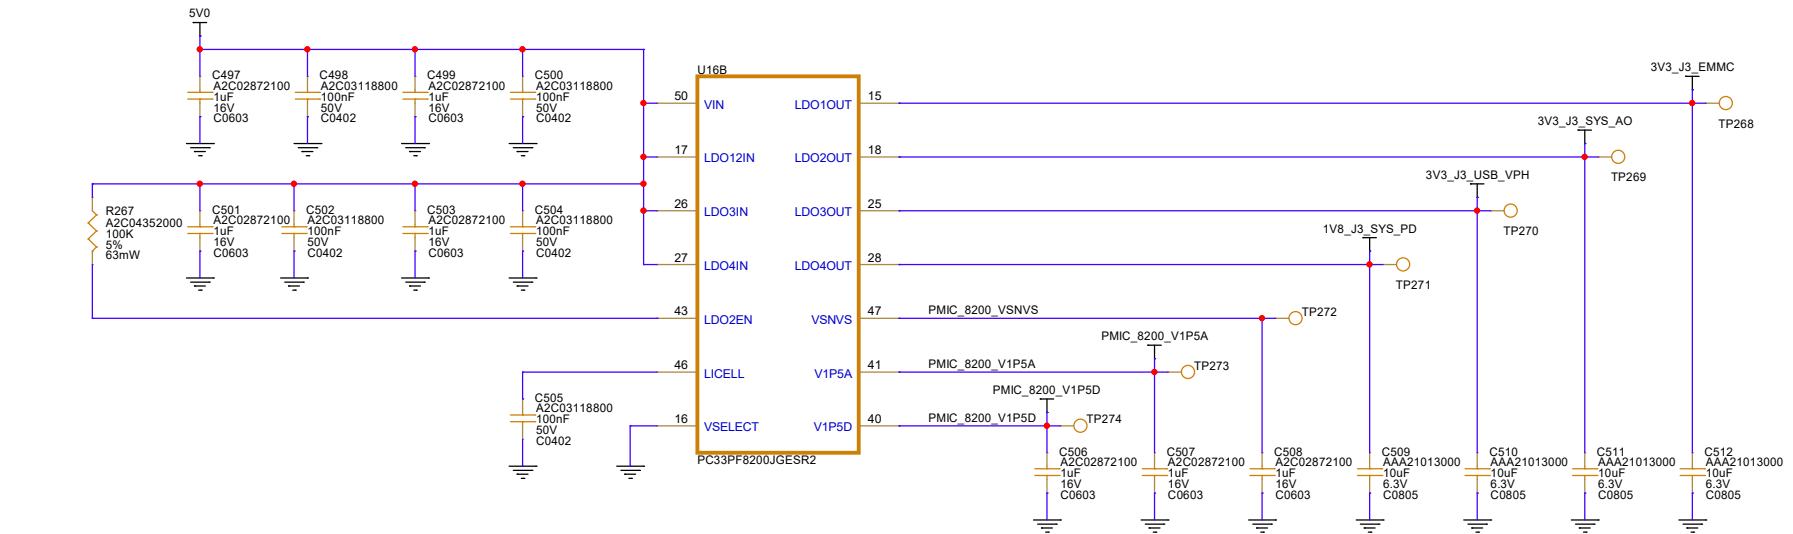 5V0
C497
A2C02872100
1uF
16V
C0603
C498
A2C03118800
100nF
50V
C0402
C499
A2C02872100
1uF
16V
C0603
C500
A2C03118800
100nF
50V
C0402
R267
A2C04352000
100K
5%
63mW
C501
A2C02872100
1uF
16V
C0603
C502
A2C03118800
100nF
50V
C0402
C503
A2C02872100
1uF
16V
C0603
C504
A2C03118800
100nF
50V
C0402
C505
A2C03118800
100nF
50V
C0402
U16B
50 VIN LDO1OUT 15
17 LDO12IN LDO2OUT 18
26 LDO3IN LDO3OUT 25
27 LDO4IN LDO4OUT 28
43 LDO2EN VSNVS 47
46 LICELL V1P5A 41
16 VSELECT V1P5D 40
PC33PF8200JGESR2
3V3_J3_EMMC
TP268
3V3_J3_SYS_AO
TP269
3V3_J3_USB_VPH
TP270
1V8_J3_SYS_PD
TP271
PMIC_8200_VSNVS
TP272
PMIC_8200_V1P5A
PMIC_8200_V1P5A
TP273
PMIC_8200_V1P5D
PMIC_8200_V1P5D
TP274
C506
A2C02872100
1uF
16V
C0603
C507
A2C02872100
1uF
16V
C0603
C508
A2C02872100
1uF
16V
C0603
C509
AAA21013000
10uF
6.3V
C0805
C510
AAA21013000
10uF
6.3V
C0805
C511
AAA21013000
10uF
6.3V
C0805
C512
AAA21013000
10uF
6.3V
C0805